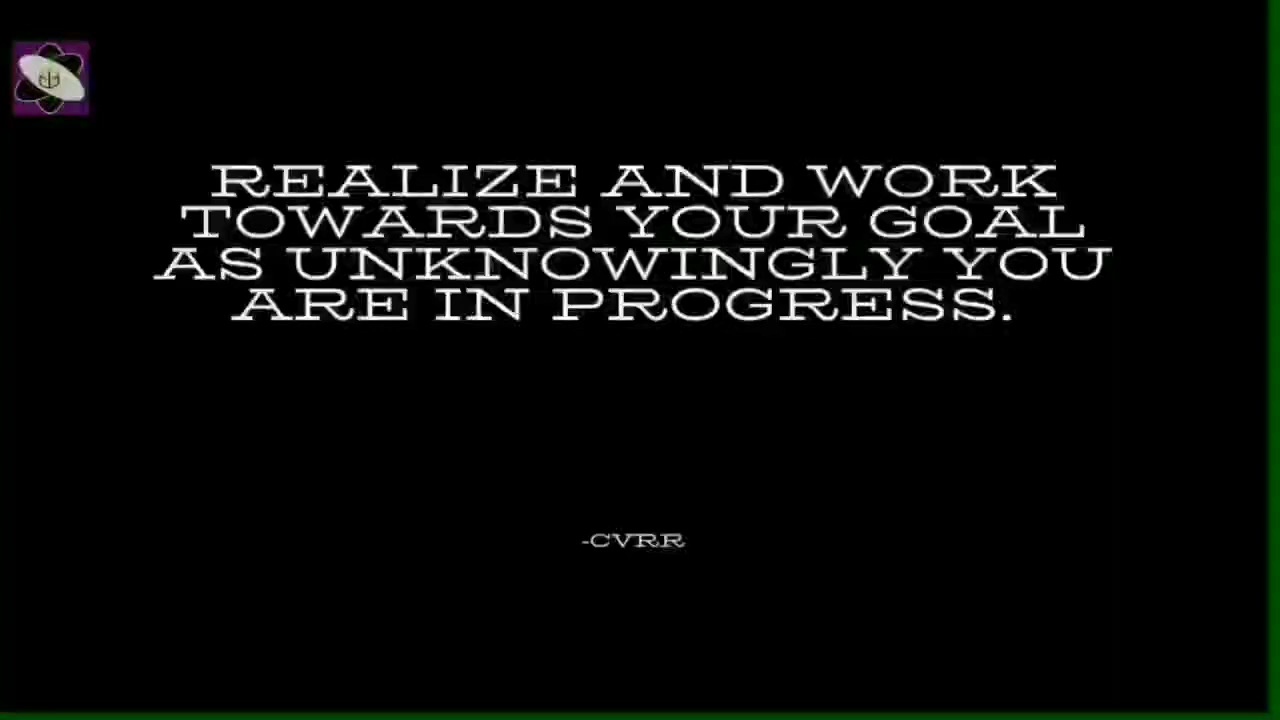 REALIZE AND WORK
TOWARDS YOUR GOAL
AS UNKNOWINGLY YOU
ARE IN PROGRESS.
-CVRR